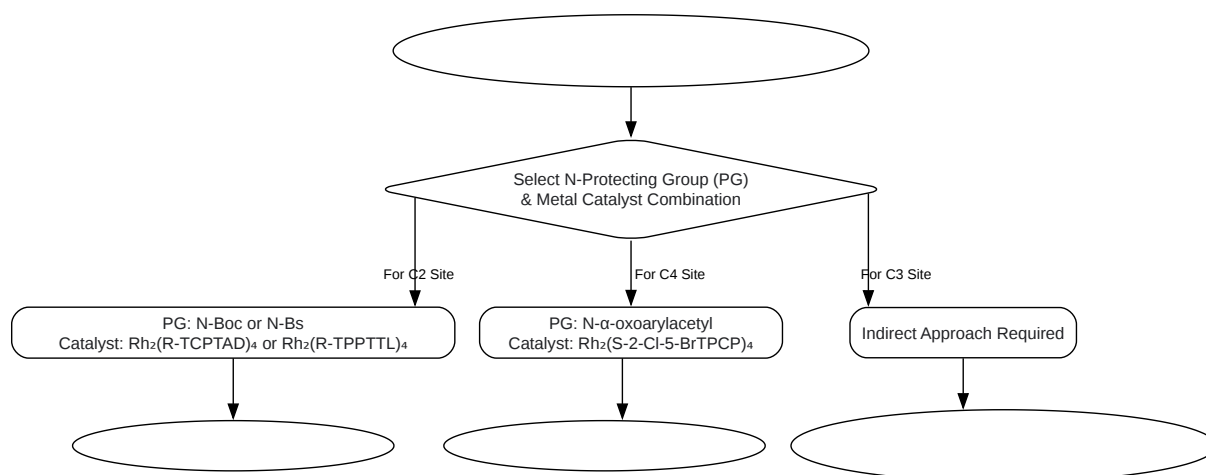 Select N-Protecting Group (PG)
& Metal Catalyst Combination
For C2 Site
For C4 Site
For C3 Site
PG: N-Boc or N-Bs
Catalyst: Rh₂(R-TCPTAD)₄ or Rh₂(R-TPPTTL)₄
PG: N-α-oxoarylacetyl
Catalyst: Rh₂(S-2-Cl-5-BrTPCP)₄
Indirect Approach Required